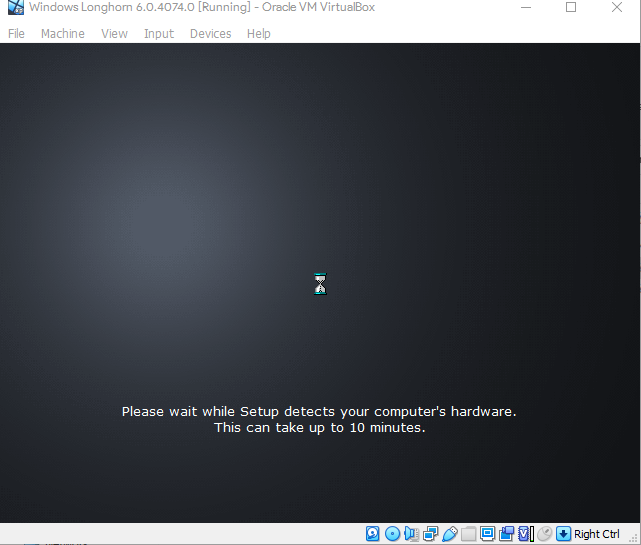 Windows Longhorn 6.0.4074.0 [Running] - Oracle VM VirtualBox
File Machine View Input Devices Help
Please wait while Setup detects your computer's hardware.
This can take up to 10 minutes.
Right Ctrl